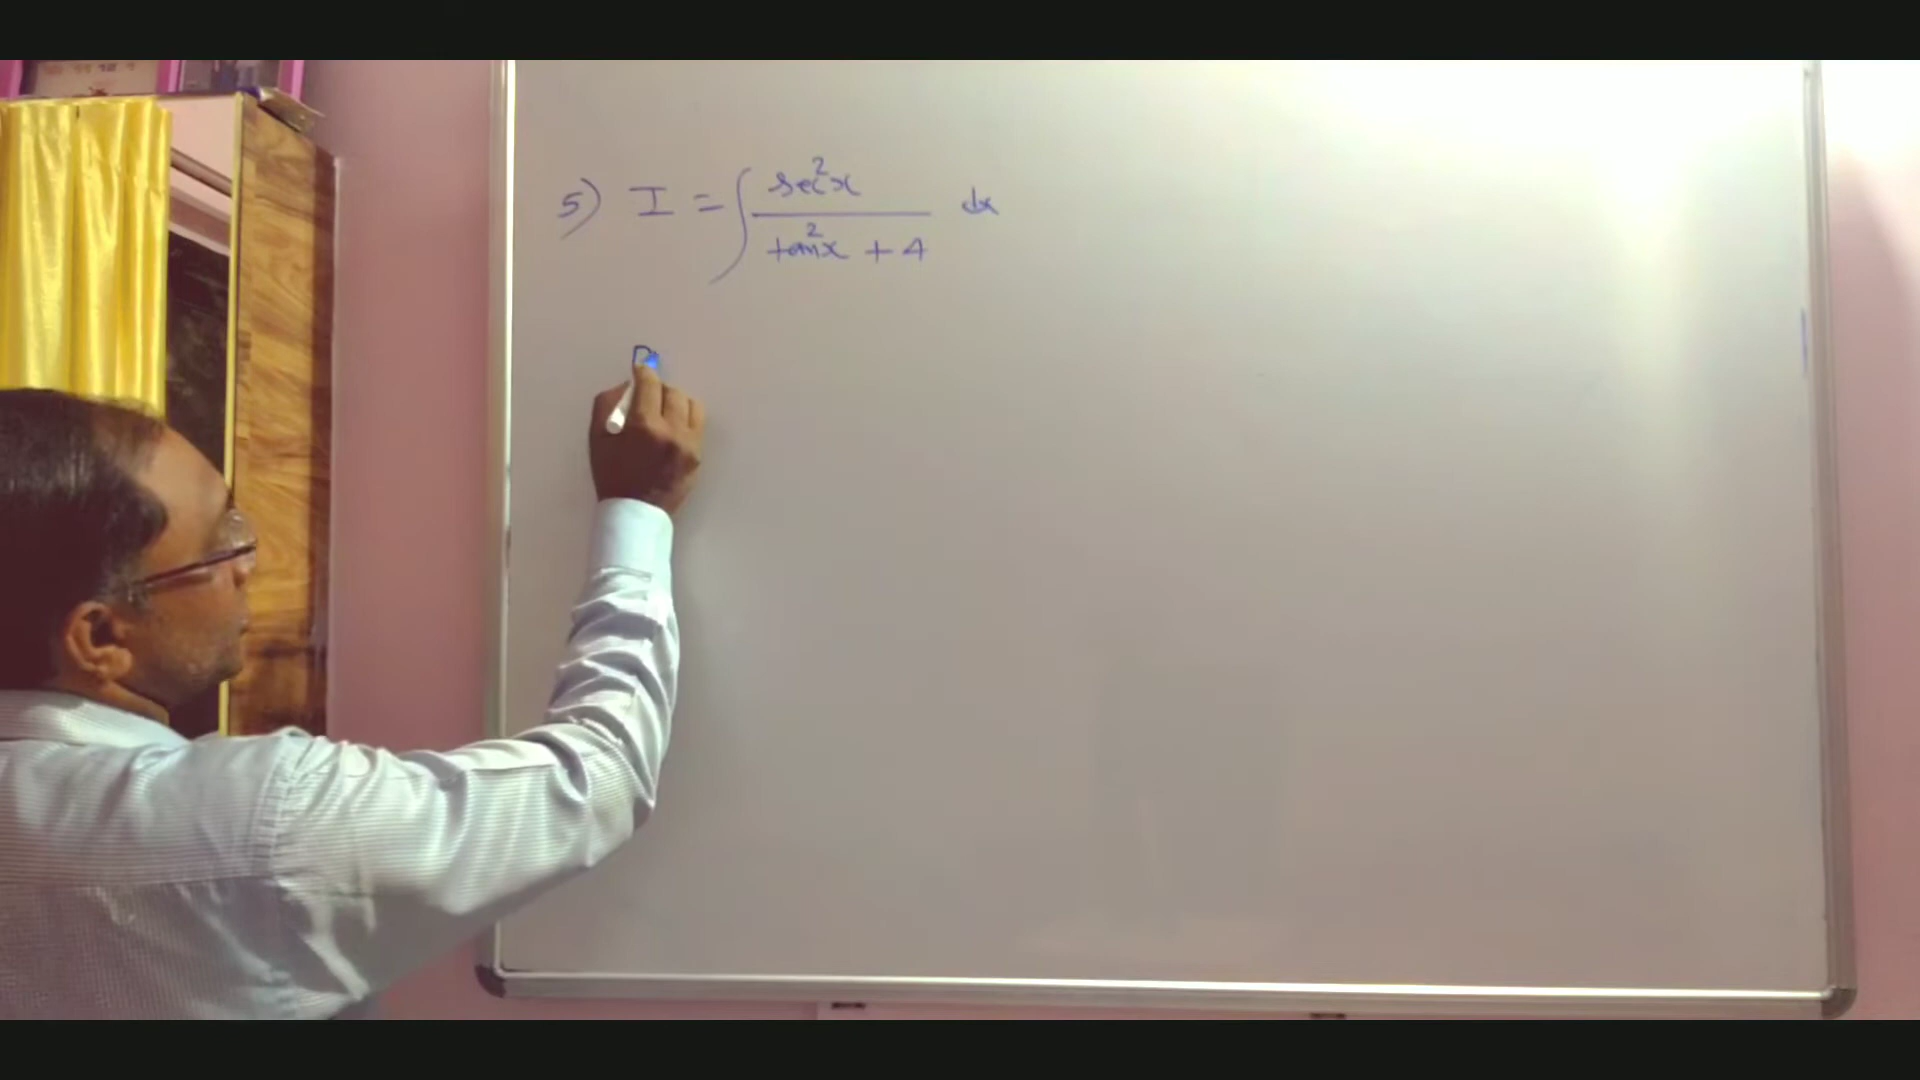 5) I = ∫ sec²x / (tan²x + 4) dx
P